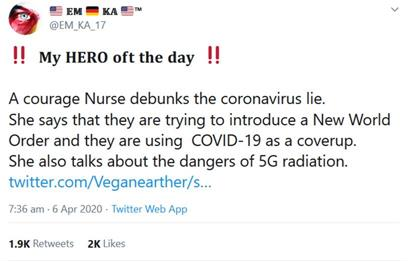 🇺🇸 EM 🇩🇪 KA 🇺🇸™
@EM_KA_17
‼️ My HERO oft the day ‼️
A courage Nurse debunks the coronavirus lie.
She says that they are trying to introduce a New World
Order and they are using COVID-19 as a coverup.
She also talks about the dangers of 5G radiation.
twitter.com/Veganearther/s...
7:36 am · 6 Apr 2020 · Twitter Web App
1.9K Retweets 2K Likes